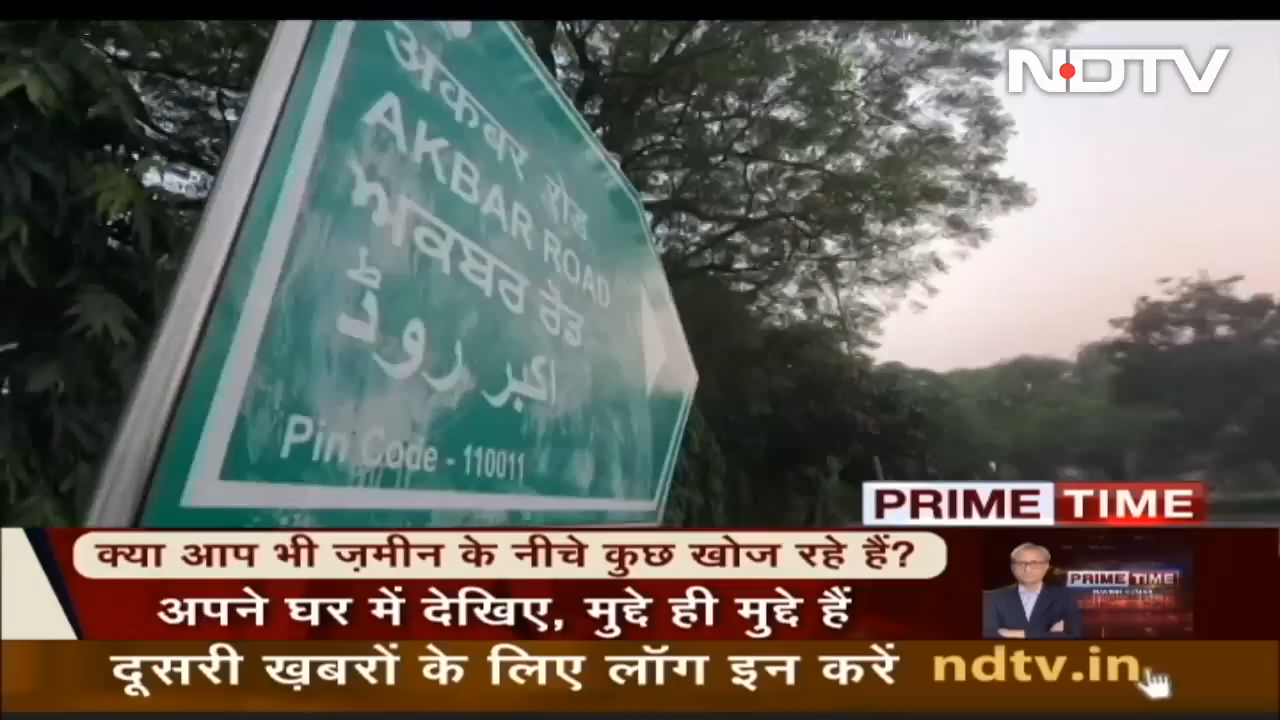 NDTV
अकबर रोड
AKBAR ROAD
ਅਕਬਰ ਰੋਡ
اکبر روڈ
Pin Code - 110011
PRIME TIME
क्या आप भी ज़मीन के नीचे कुछ खोज रहे हैं?
अपने घर में देखिए, मुद्दे ही मुद्दे हैं
PRIME TIME
दूसरी ख़बरों के लिए लॉग इन करें ndtv.in